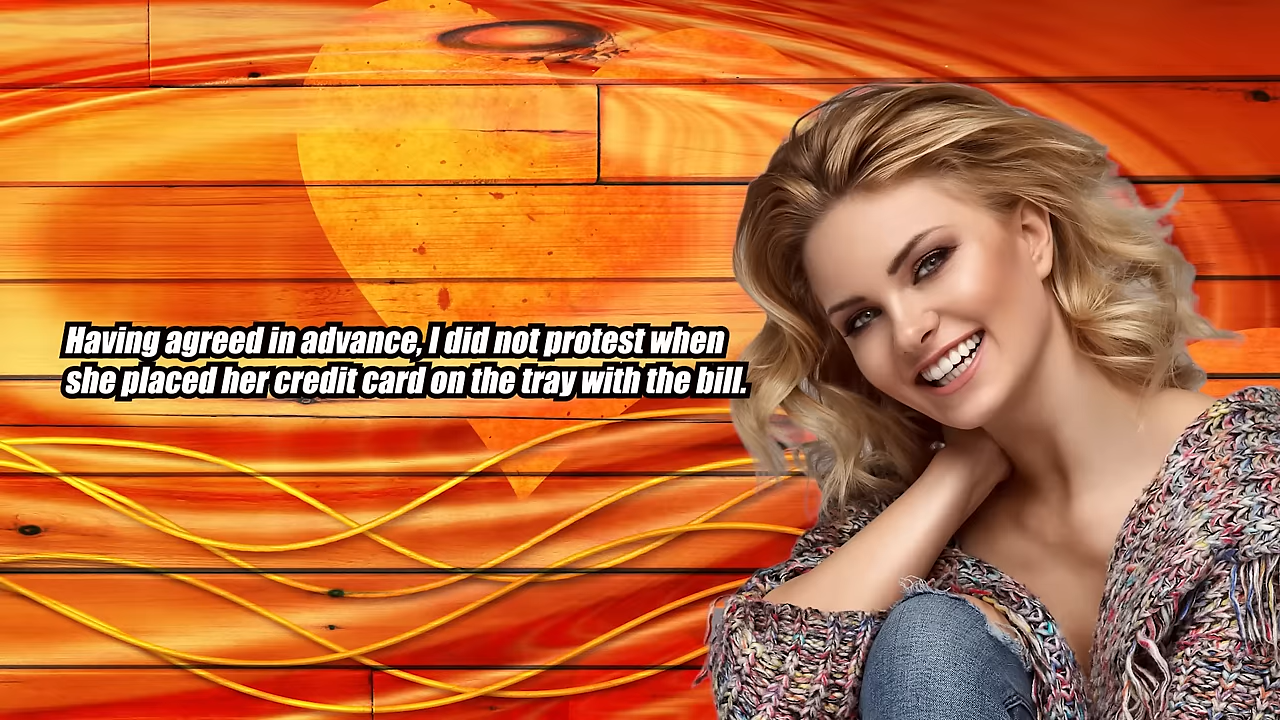 Having agreed in advance, I did not protest when
she placed her credit card on the tray with the bill.